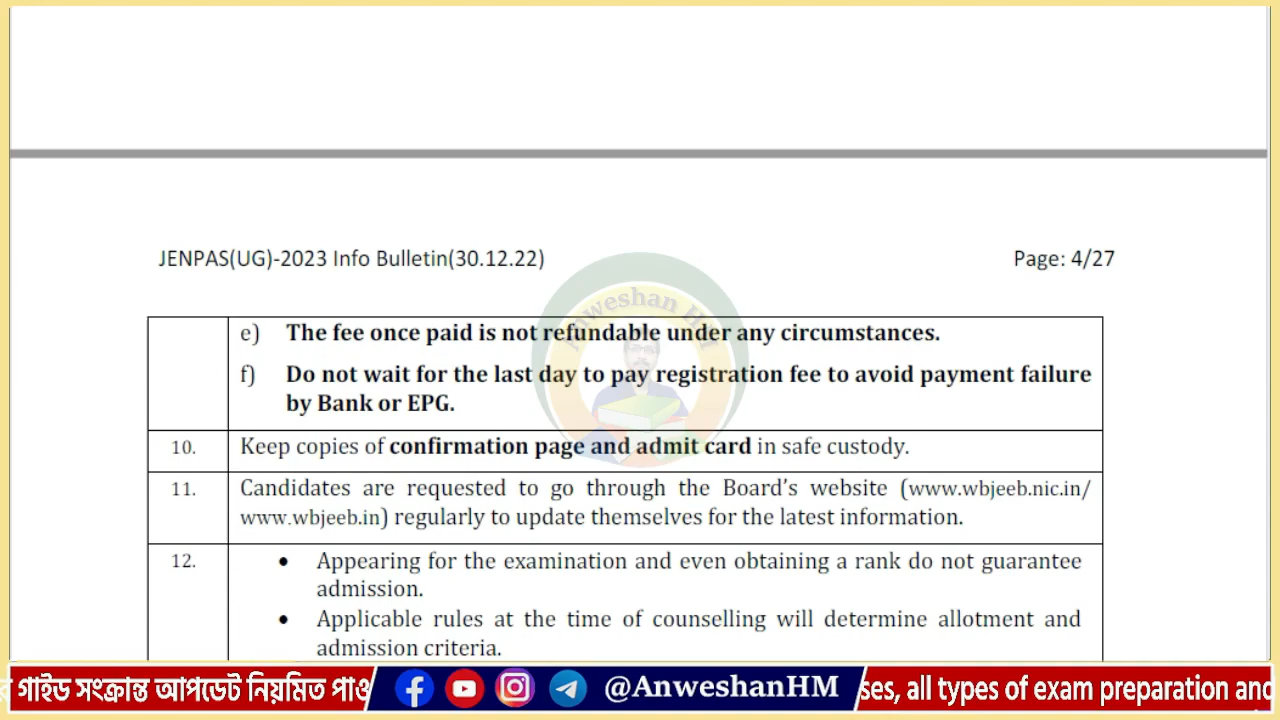 JENPAS(UG)-2023 Info Bulletin(30.12.22) Page: 4/27
Anweshan HM
e) The fee once paid is not refundable under any circumstances.
f) Do not wait for the last day to pay registration fee to avoid payment failure
by Bank or EPG.
10. Keep copies of confirmation page and admit card in safe custody.
11. Candidates are requested to go through the Board's website (www.wbjeeb.nic.in/
www.wbjeeb.in) regularly to update themselves for the latest information.
12. • Appearing for the examination and even obtaining a rank do not guarantee
admission.
• Applicable rules at the time of counselling will determine allotment and
admission criteria.
গাইড সংক্রান্ত আপডেট নিয়মিত @AnweshanHM all types of exam preparation and